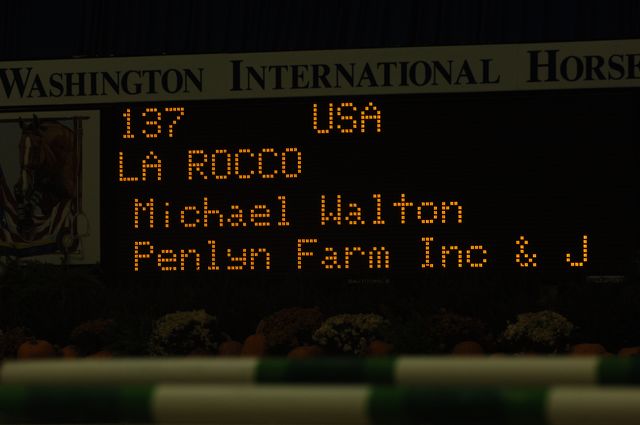 WASHINGTON INTERNATIONAL HORSE
137 USA
LA ROCCO
Michael Walton
Penlyn Farm Inc & J